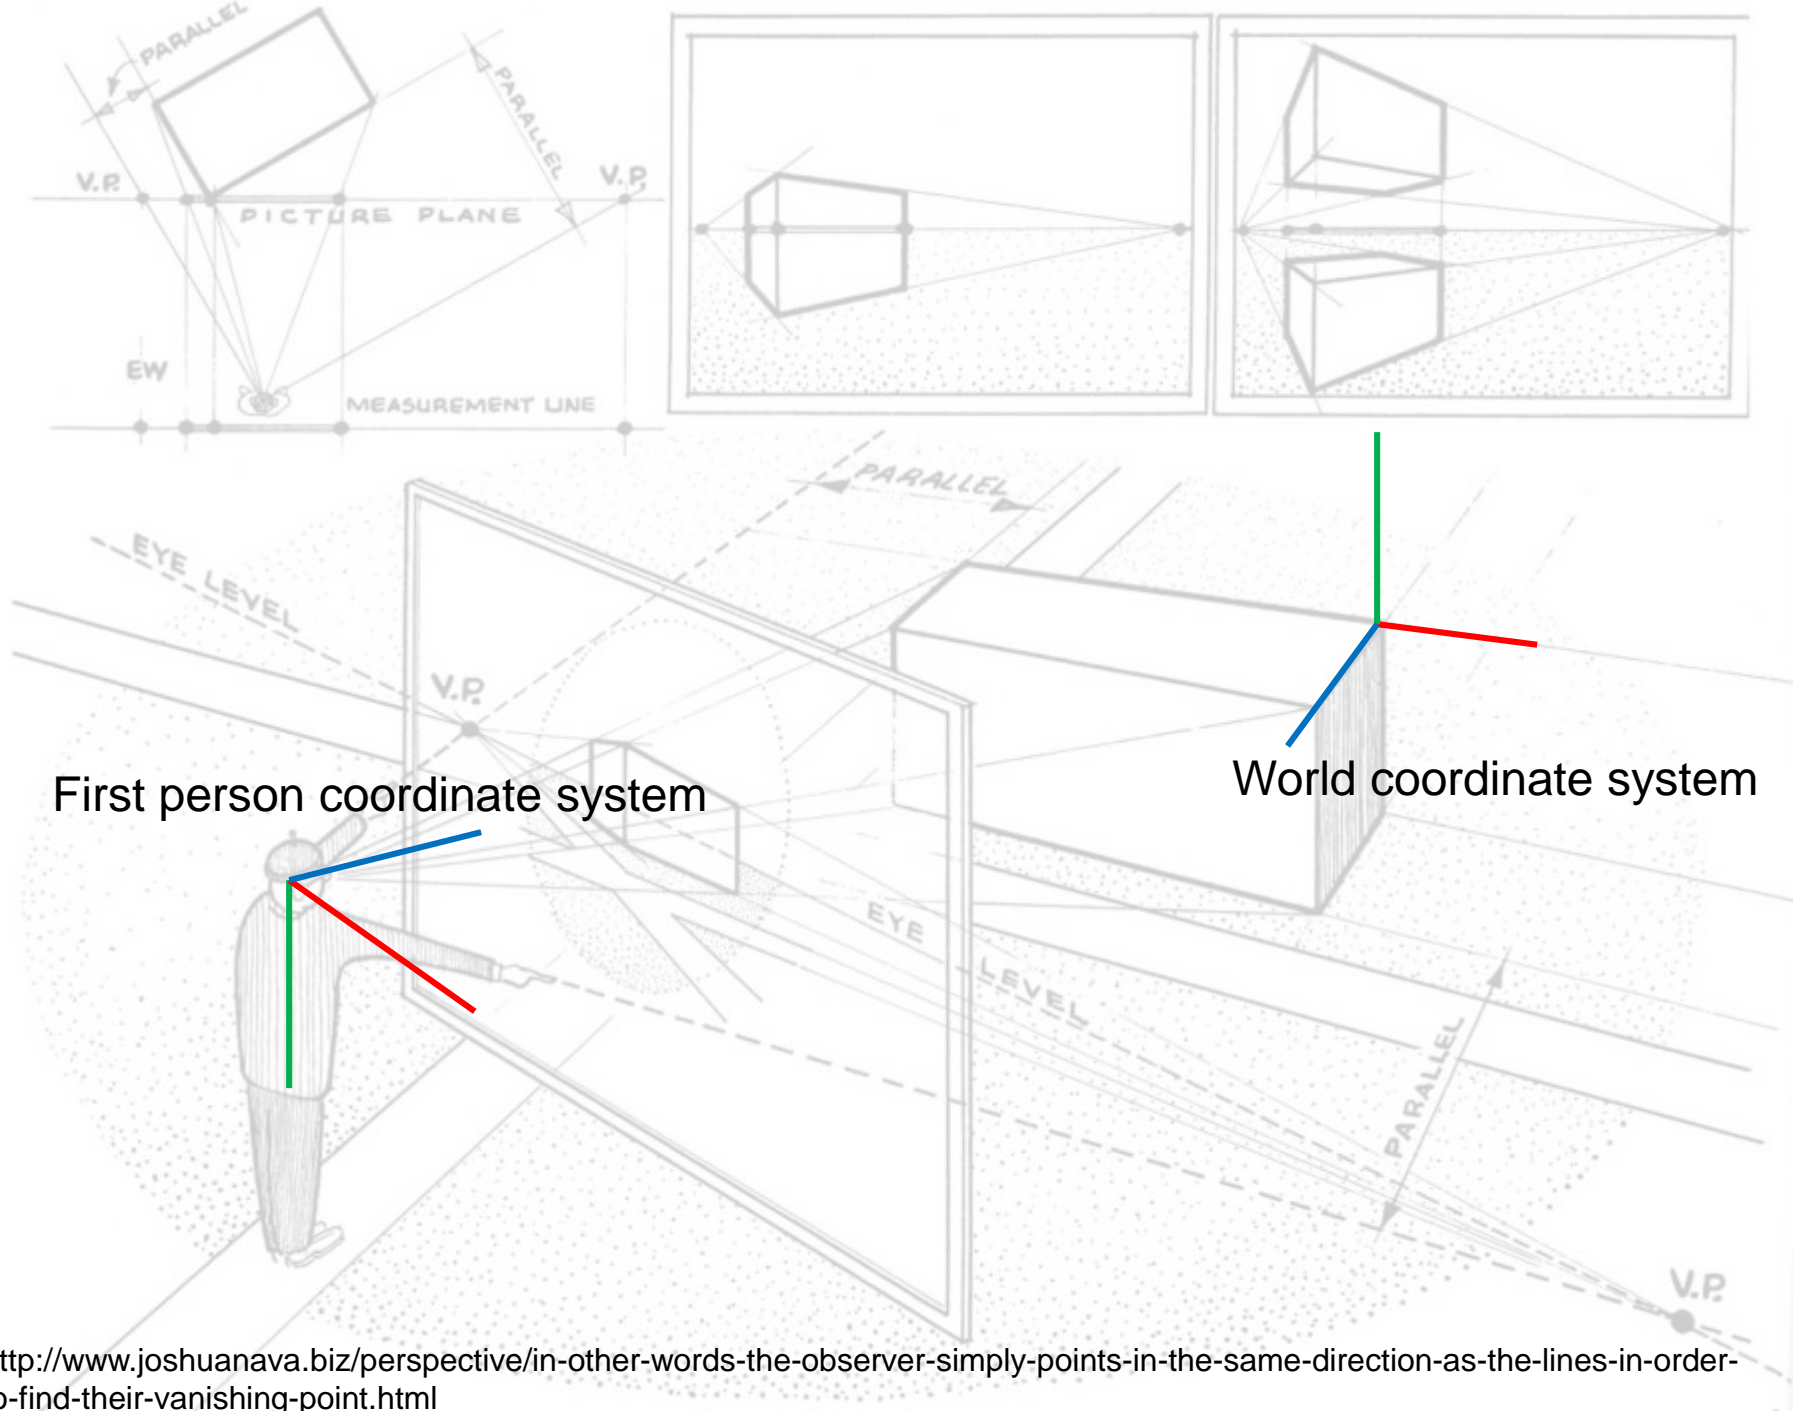 PARALLEL
PARALLEL
V.P.
V.P.
PICTURE PLANE
EW
MEASUREMENT LINE
PARALLEL
EYE LEVEL
V.P.
First person coordinate system
World coordinate system
EYE LEVEL
PARALLEL
V.P.
ttp://www.joshuanava.biz/perspective/in-other-words-the-observer-simply-points-in-the-same-direction-as-the-lines-in-order-
o-find-their-vanishing-point.html